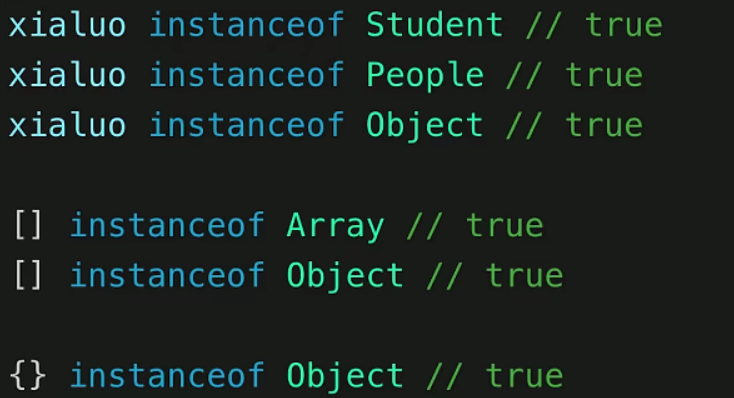 xialuo instanceof Student // true
xialuo instanceof People // true
xialuo instanceof Object // true
[] instanceof Array // true
[] instanceof Object // true
{} instanceof Object // true